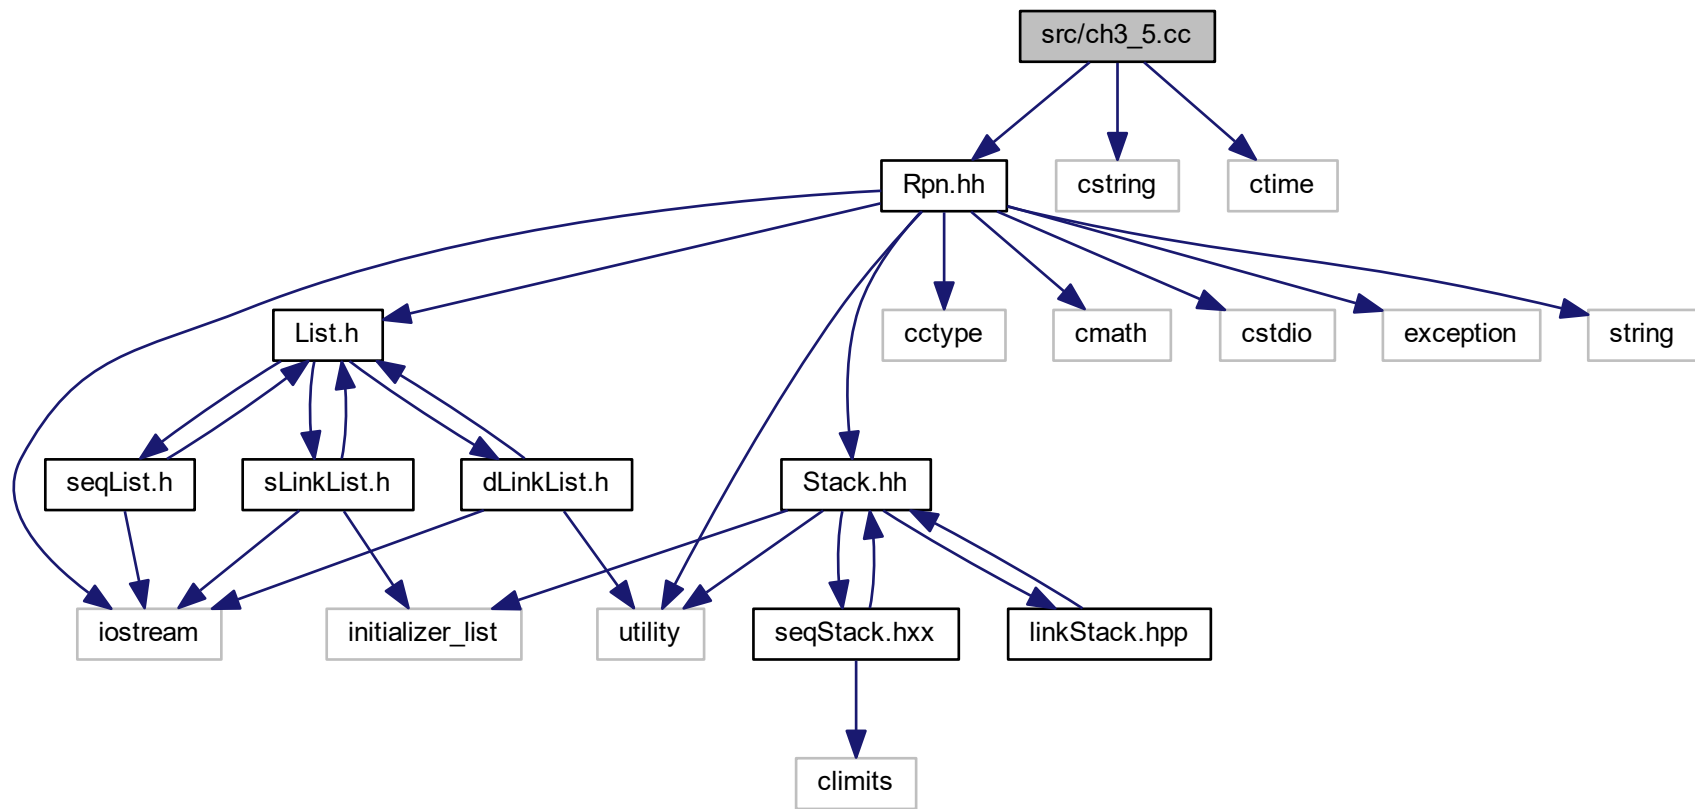 src/ch3_5.cc
Rpn.hh
cstring
ctime
List.h
cctype
cmath
cstdio
exception
string
seqList.h
sLinkList.h
dLinkList.h
Stack.hh
iostream
initializer_list
utility
seqStack.hxx
linkStack.hpp
climits